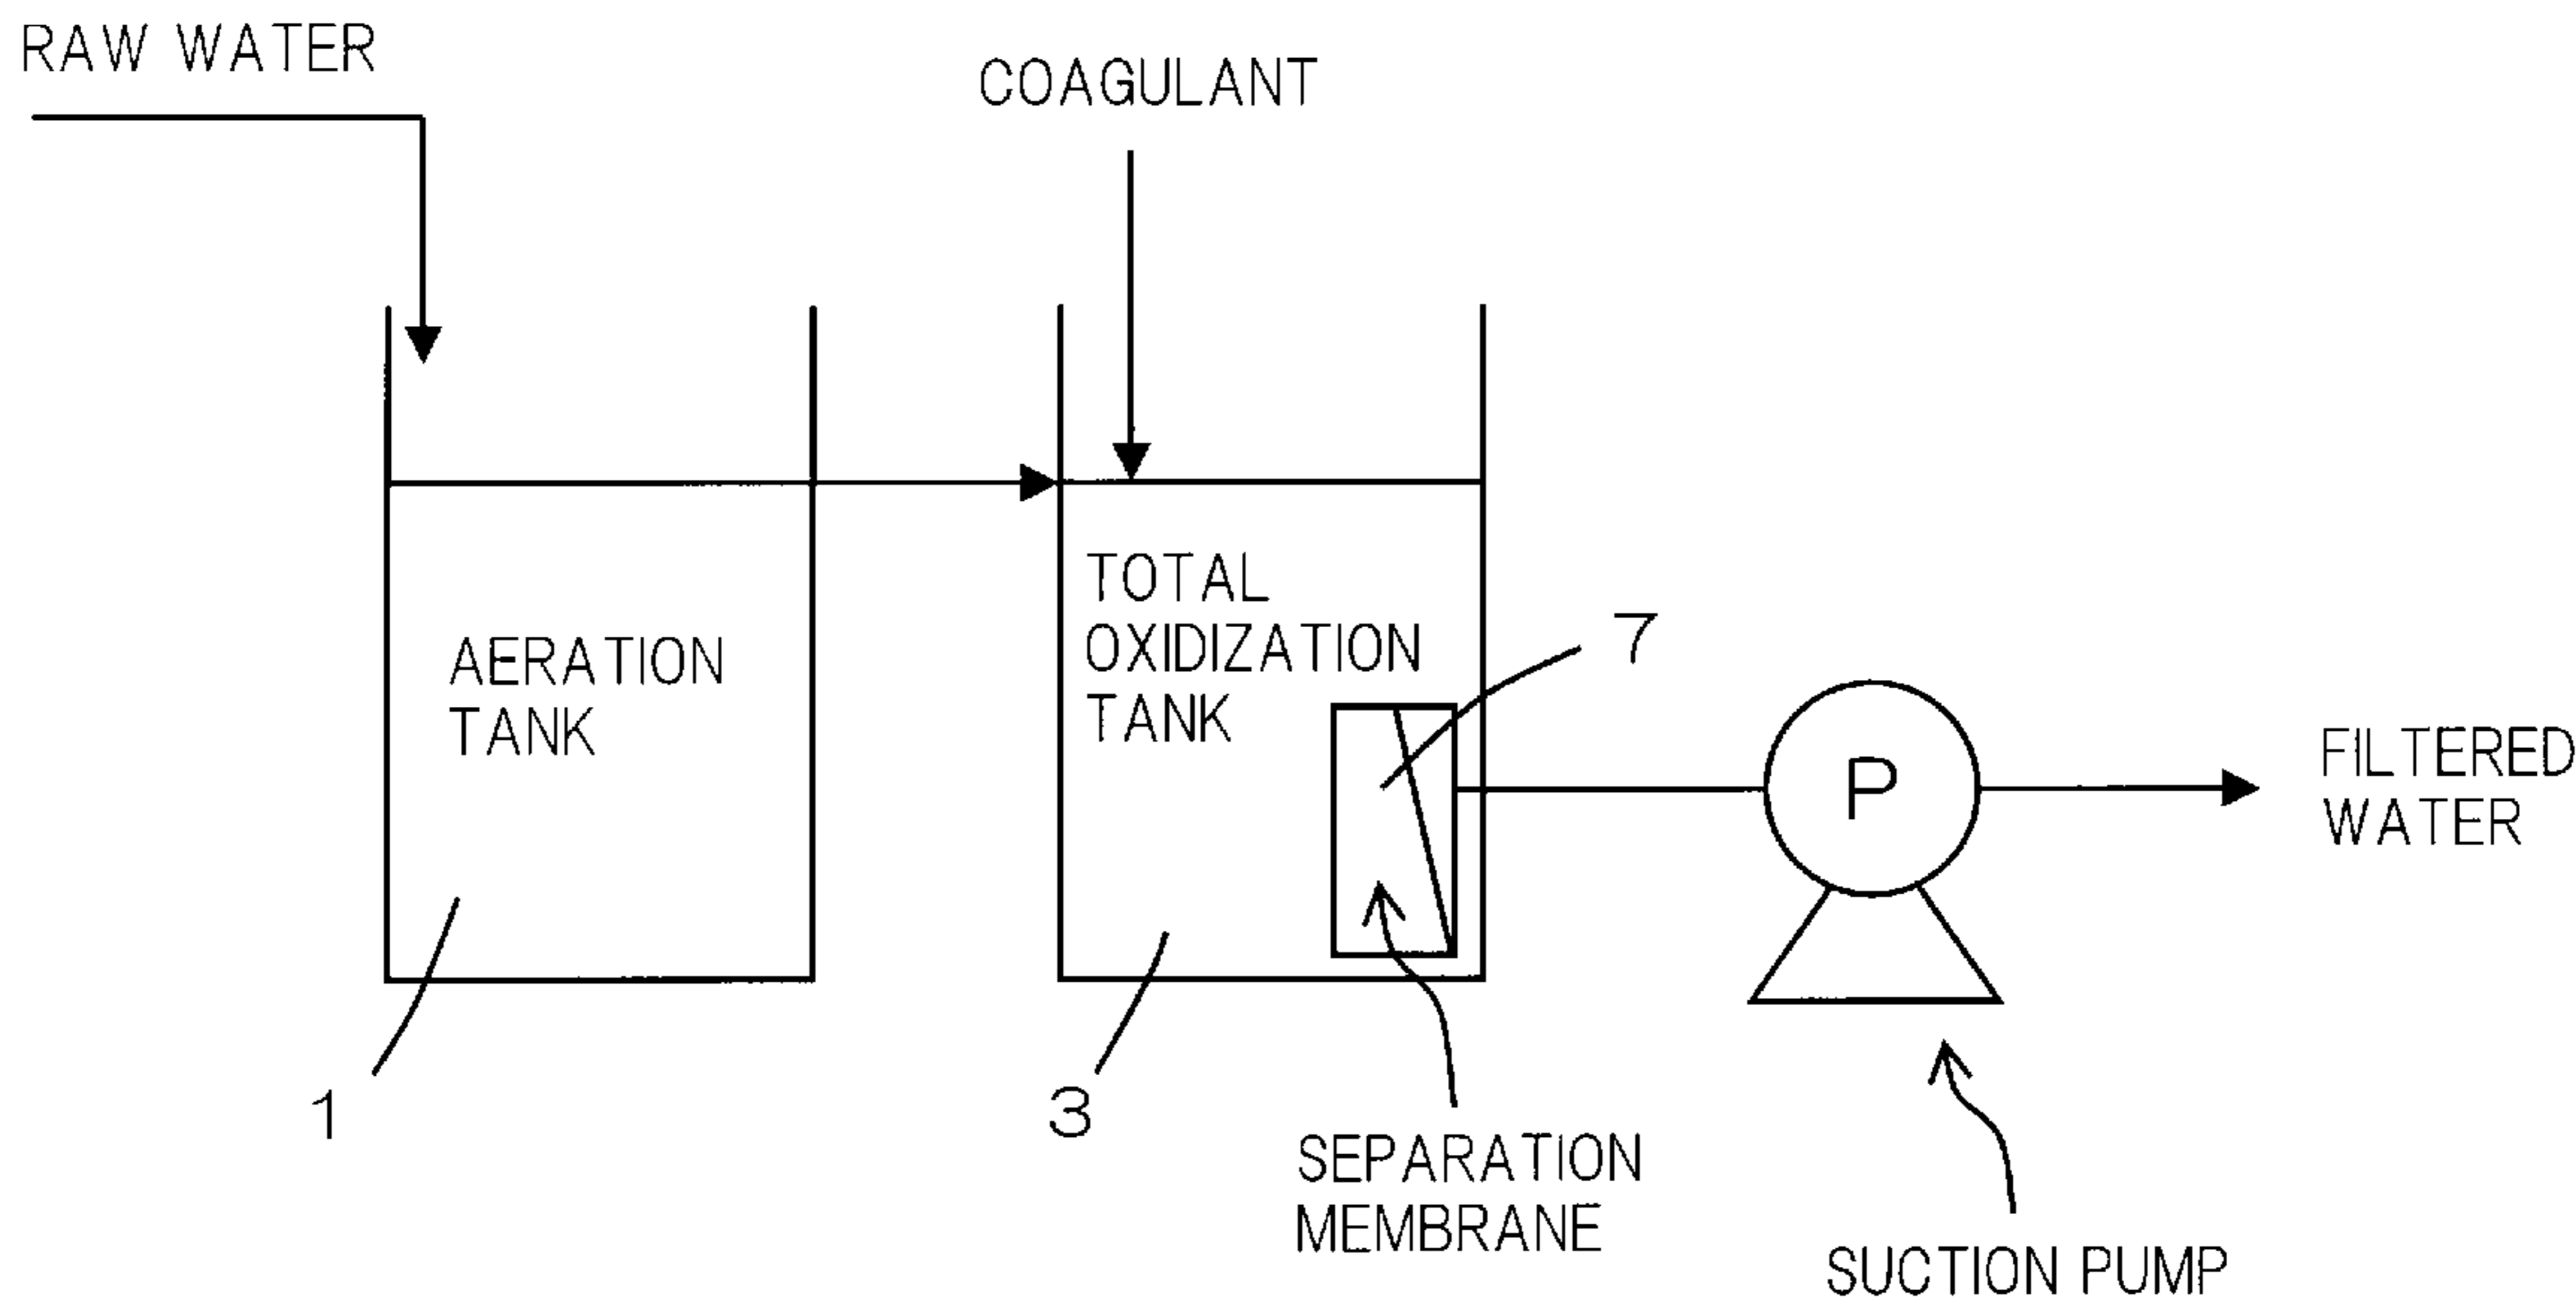 RAW WATER
COAGULANT
TOTAL
OXIDIZATION
TANK
AERATION
TANK
7
P
FILTERED
WATER
1
3
SEPARATION
MEMBRANE
SUCTION PUMP